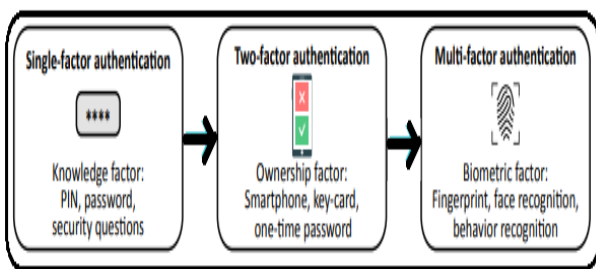 Single-factor authentication
****
Knowledge factor:
PIN, password,
security questions
Two-factor authentication
Ownership factor:
Smartphone, key-card,
one-time password
Multi-factor authentication
Biometric factor:
Fingerprint, face recognition,
behavior recognition